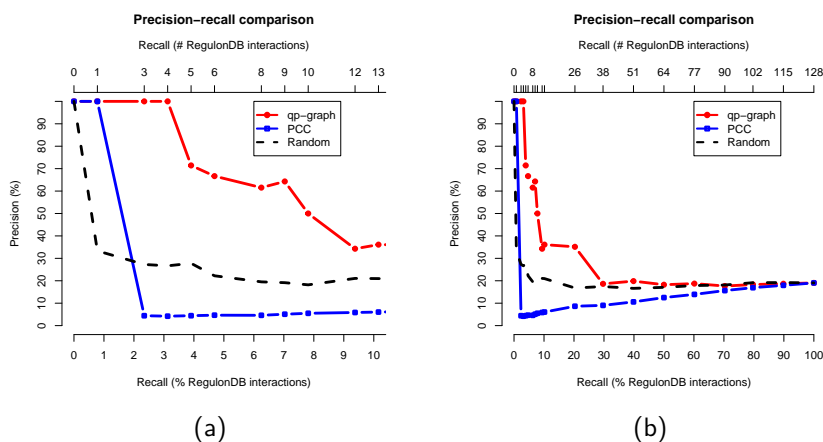 Precision−recall comparison
Recall (# RegulonDB interactions)
0 1 3 4 5 6 8 9 10 12 13
Precision (%)
90
80
70
60
50
40
30
20
10
0
qp−graph
PCC
Random
0 1 2 3 4 5 6 7 8 9 10
Recall (% RegulonDB interactions)
(a)
Precision−recall comparison
Recall (# RegulonDB interactions)
0 8 14 26 38 51 64 77 90 102 115 128
Precision (%)
90
80
70
60
50
40
30
20
10
0
qp−graph
PCC
Random
0 10 20 30 40 50 60 70 80 90 100
Recall (% RegulonDB interactions)
(b)